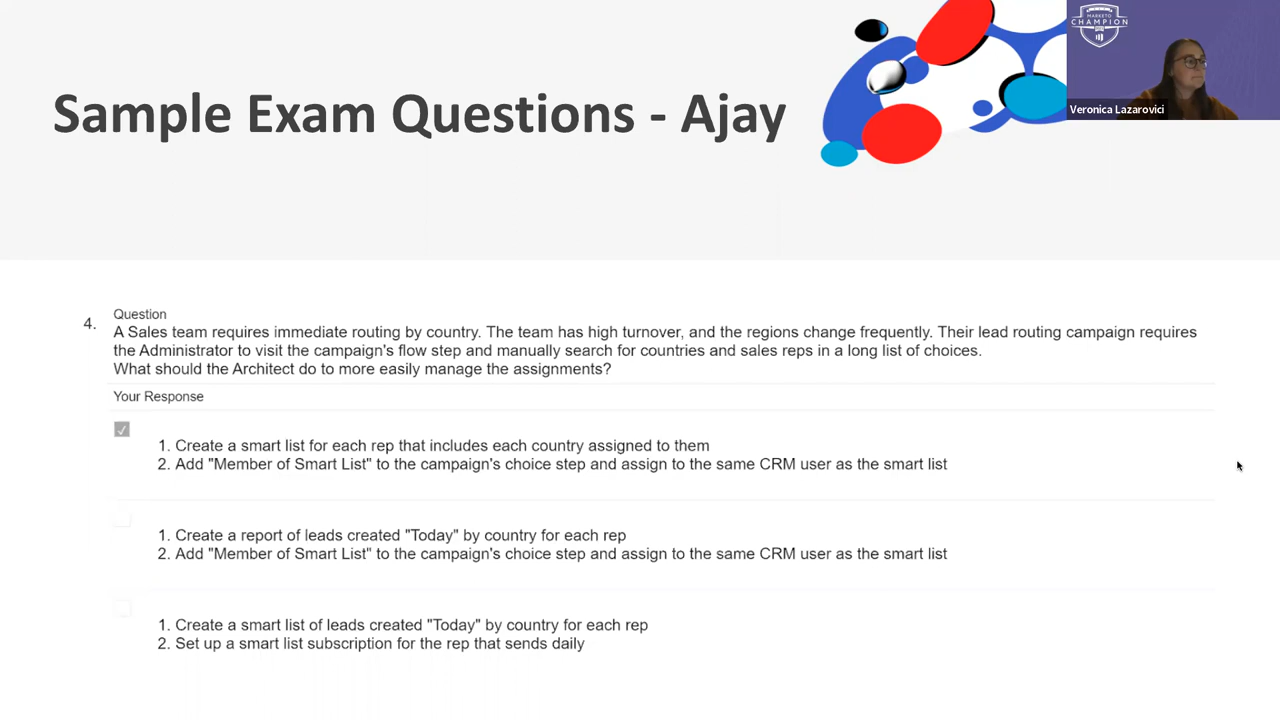 MARKETO
CHAMPION
Veronica Lazarovici
Sample Exam Questions - Ajay
4.
Question
A Sales team requires immediate routing by country. The team has high turnover, and the regions change frequently. Their lead routing campaign requires
the Administrator to visit the campaign's flow step and manually search for countries and sales reps in a long list of choices.
What should the Architect do to more easily manage the assignments?
Your Response
1. Create a smart list for each rep that includes each country assigned to them
2. Add "Member of Smart List" to the campaign's choice step and assign to the same CRM user as the smart list
1. Create a report of leads created "Today" by country for each rep
2. Add "Member of Smart List" to the campaign's choice step and assign to the same CRM user as the smart list
1. Create a smart list of leads created "Today" by country for each rep
2. Set up a smart list subscription for the rep that sends daily